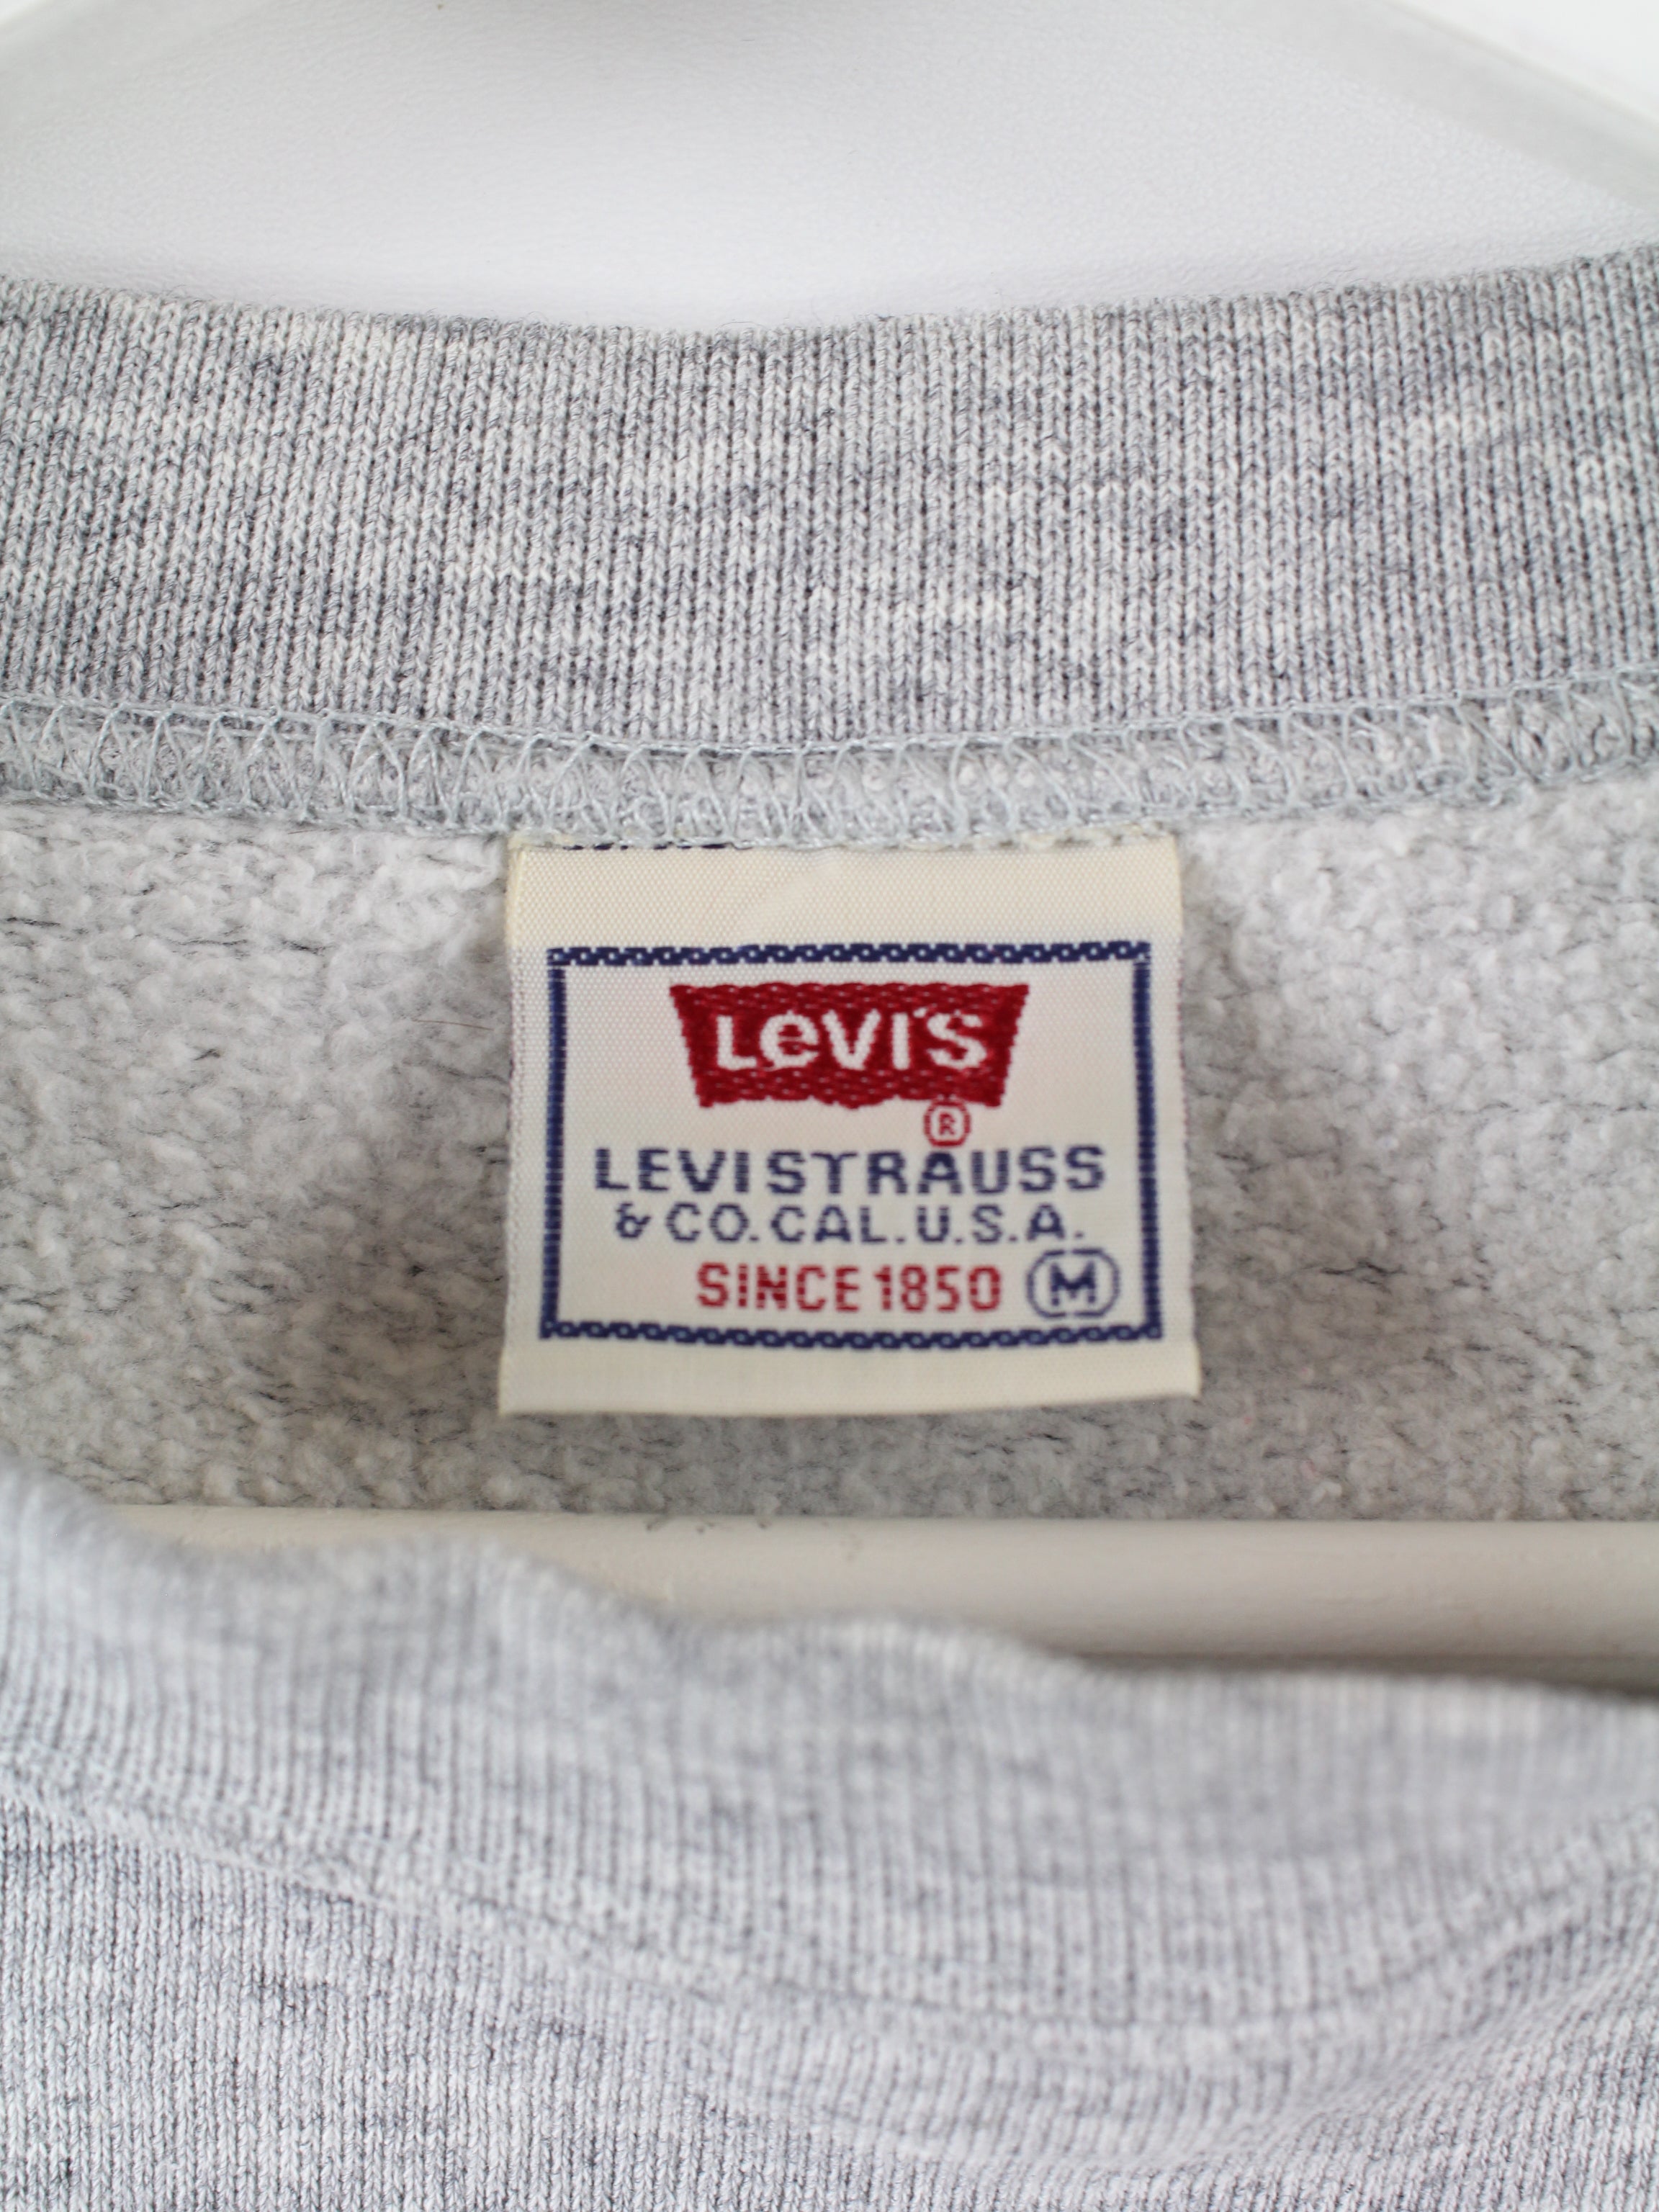 LEVI'S
®
LEVI STRAUSS
& CO. CAL. U.S.A.
SINCE 1850 M